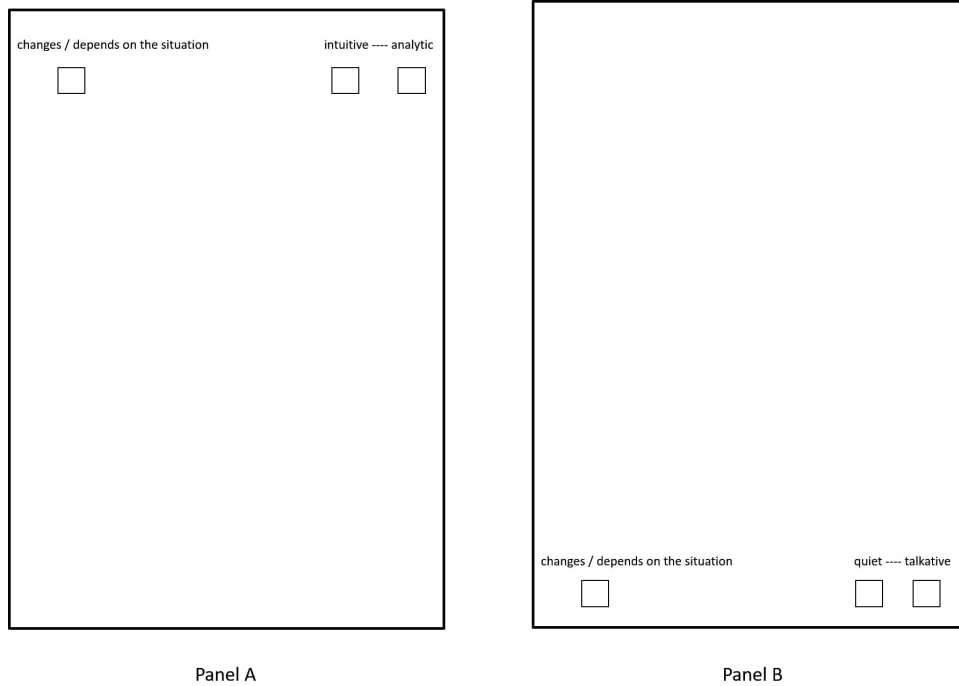 changes / depends on the situation intuitive ---- analytic
Panel A
changes / depends on the situation quiet ---- talkative
Panel B